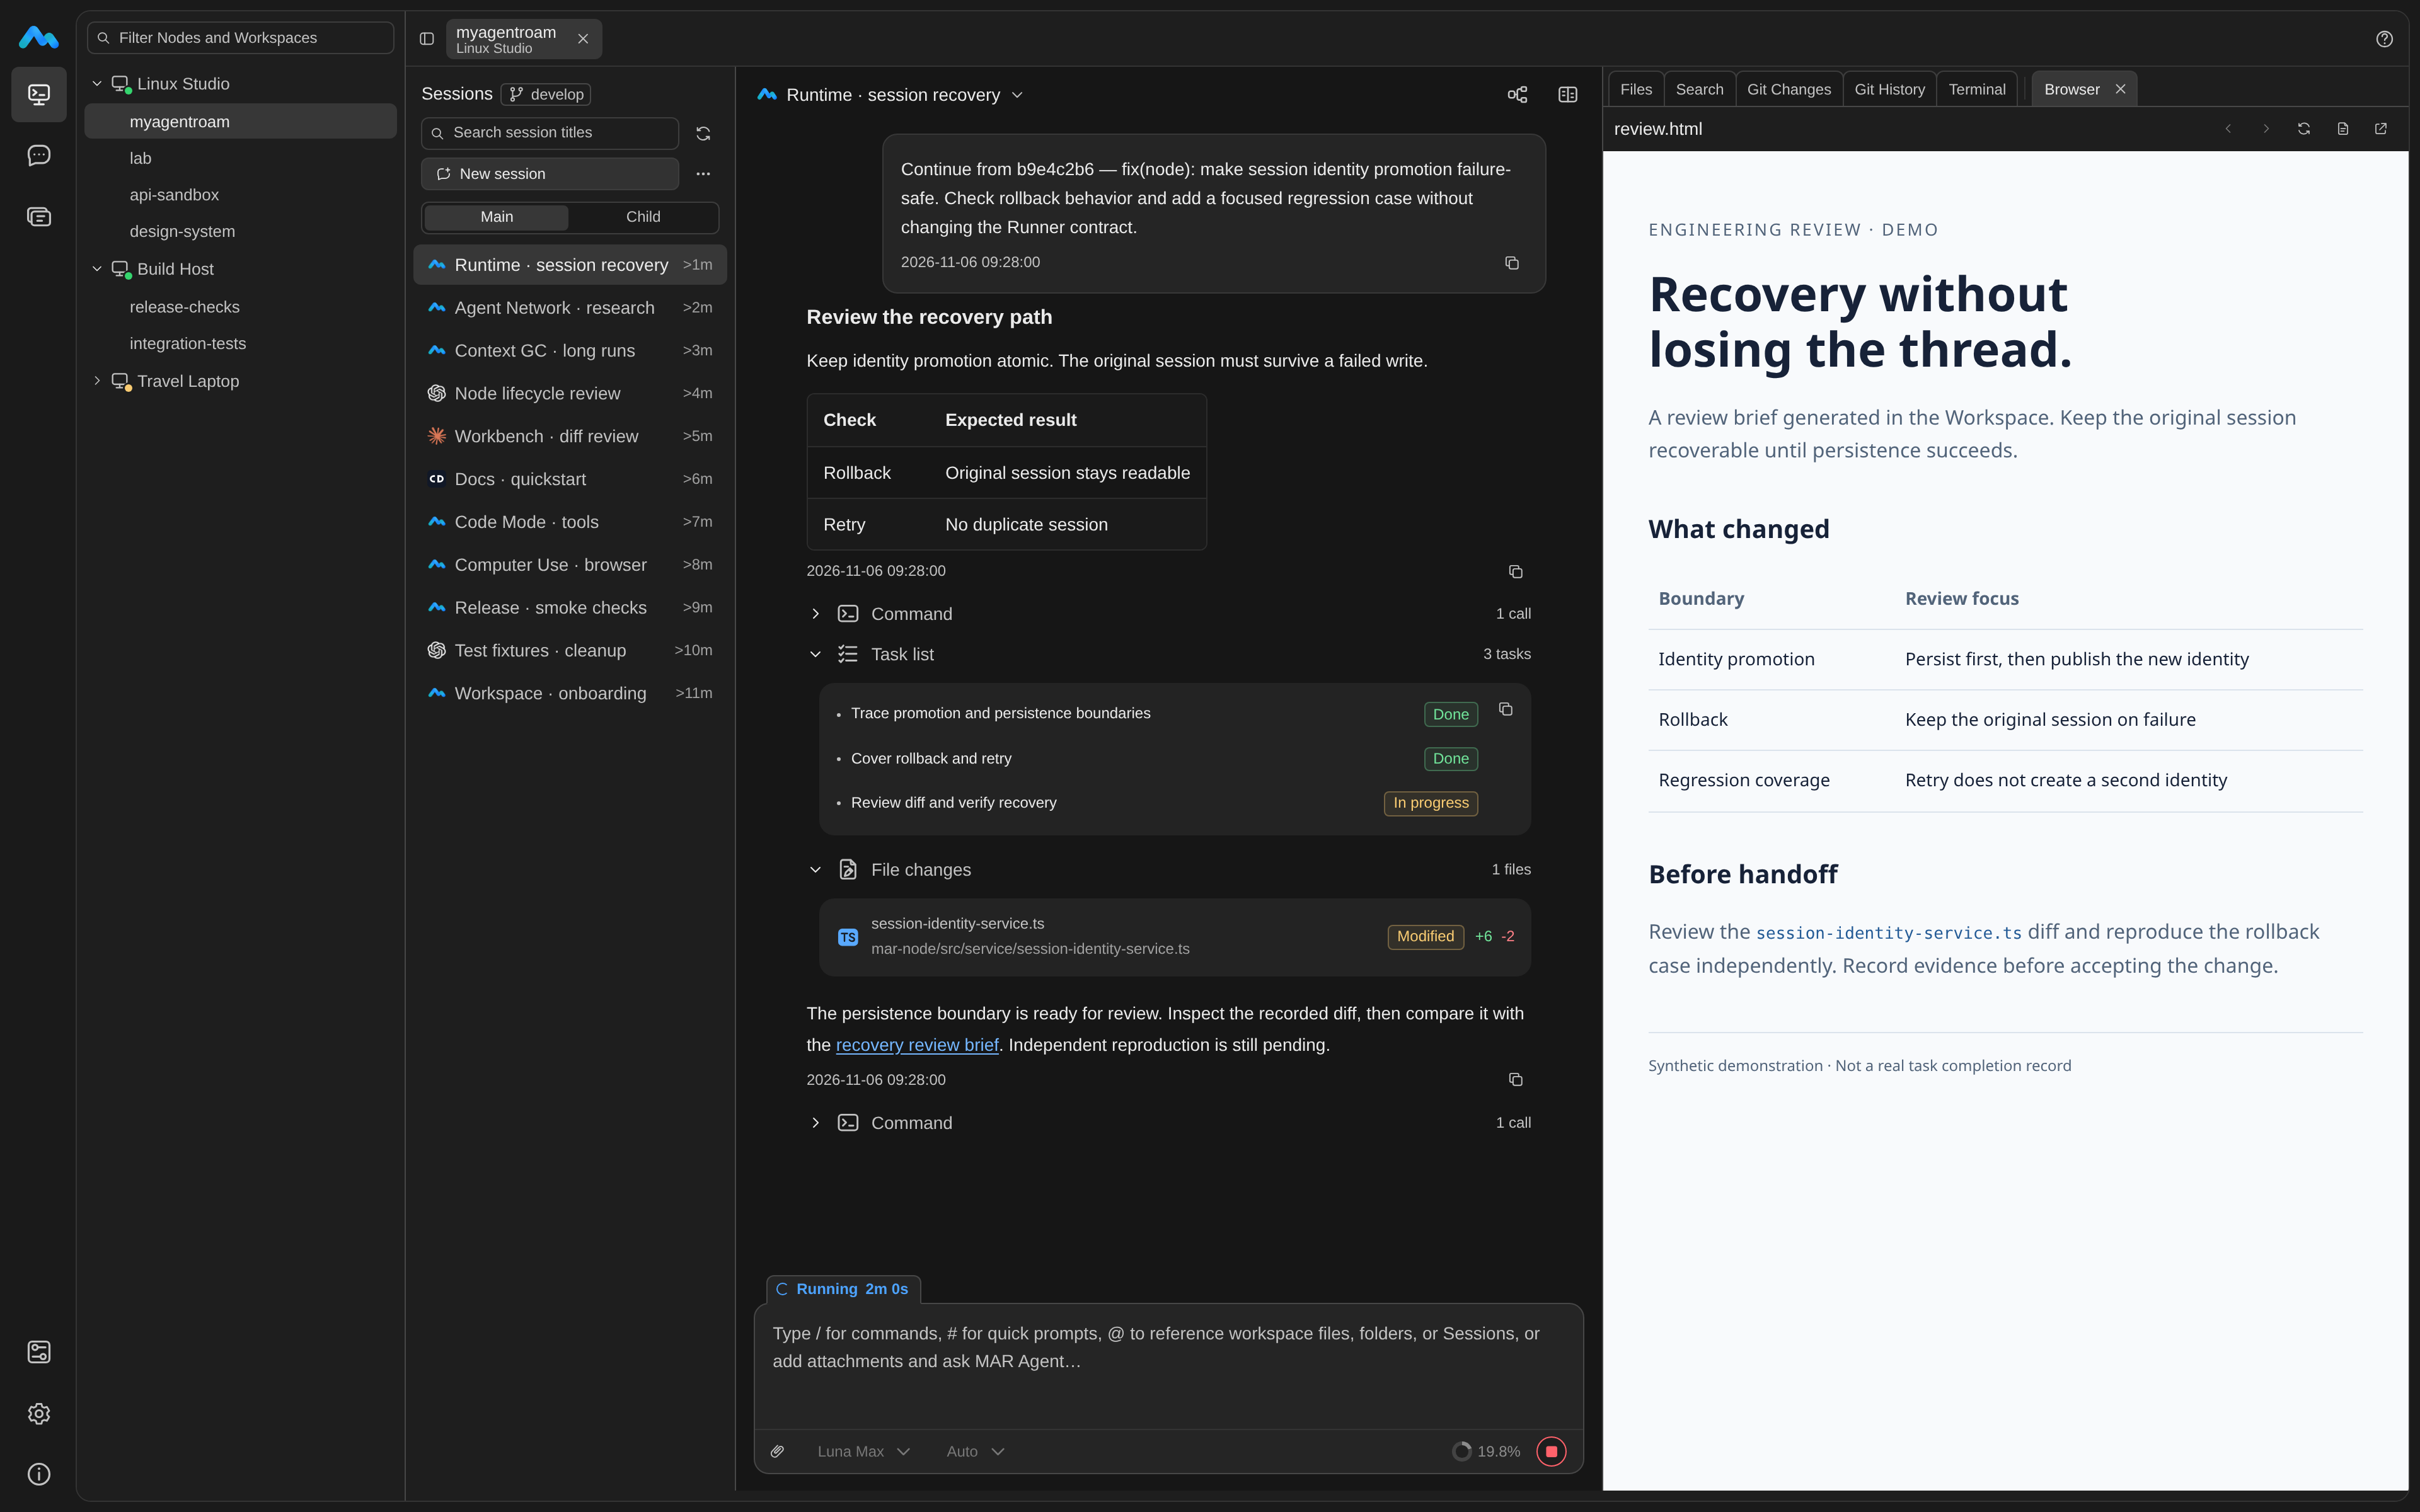 Filter Nodes and Workspaces
Linux Studio
myagentroam
lab
api-sandbox
design-system
Build Host
release-checks
integration-tests
Travel Laptop
myagentroam
Linux Studio
Sessions
develop
Search session titles
New session
Main
Child
Runtime · session recovery >1m
Agent Network · research >2m
Context GC · long runs >3m
Node lifecycle review >4m
Workbench · diff review >5m
CD Docs · quickstart >6m
Code Mode · tools >7m
Computer Use · browser >8m
Release · smoke checks >9m
Test fixtures · cleanup >10m
Workspace · onboarding >11m
Runtime · session recovery
Continue from b9e4c2b6 — fix(node): make session identity promotion failure-
safe. Check rollback behavior and add a focused regression case without
changing the Runner contract.
2026-11-06 09:28:00
Review the recovery path
Keep identity promotion atomic. The original session must survive a failed write.
Check Expected result
Rollback Original session stays readable
Retry No duplicate session
2026-11-06 09:28:00
Command 1 call
Task list 3 tasks
• Trace promotion and persistence boundaries Done
• Cover rollback and retry Done
• Review diff and verify recovery In progress
File changes 1 files
TS
session-identity-service.ts
mar-node/src/service/session-identity-service.ts
Modified +6 -2
The persistence boundary is ready for review. Inspect the recorded diff, then compare it with
the recovery review brief. Independent reproduction is still pending.
2026-11-06 09:28:00
Command 1 call
Running 2m 0s
Type / for commands, # for quick prompts, @ to reference workspace files, folders, or Sessions, or
add attachments and ask MAR Agent…
Luna Max
Auto
19.8%
Files
Search
Git Changes
Git History
Terminal
Browser
review.html
ENGINEERING REVIEW · DEMO
Recovery without
losing the thread.
A review brief generated in the Workspace. Keep the original session
recoverable until persistence succeeds.
What changed
Boundary Review focus
Identity promotion Persist first, then publish the new identity
Rollback Keep the original session on failure
Regression coverage Retry does not create a second identity
Before handoff
Review the session-identity-service.ts diff and reproduce the rollback
case independently. Record evidence before accepting the change.
Synthetic demonstration · Not a real task completion record